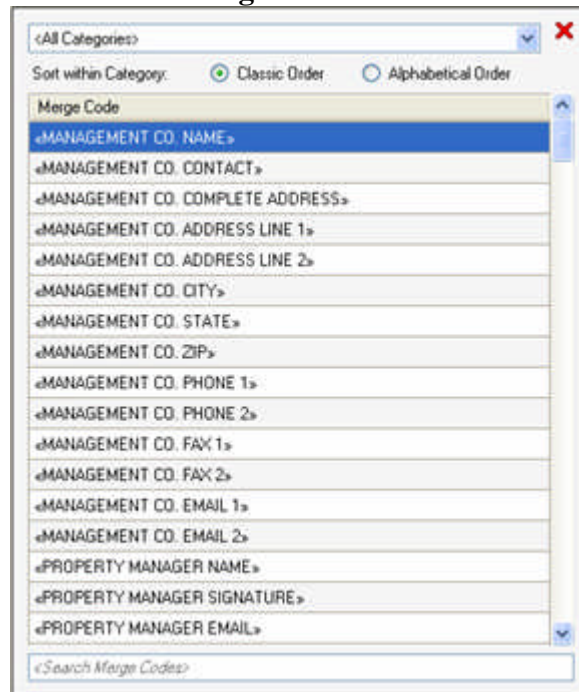 <All Categories>
Sort within Category: Classic Order Alphabetical Order
Merge Code
«MANAGEMENT CO. NAME»
«MANAGEMENT CO. CONTACT»
«MANAGEMENT CO. COMPLETE ADDRESS»
«MANAGEMENT CO. ADDRESS LINE 1»
«MANAGEMENT CO. ADDRESS LINE 2»
«MANAGEMENT CO. CITY»
«MANAGEMENT CO. STATE»
«MANAGEMENT CO. ZIP»
«MANAGEMENT CO. PHONE 1»
«MANAGEMENT CO. PHONE 2»
«MANAGEMENT CO. FAX 1»
«MANAGEMENT CO. FAX 2»
«MANAGEMENT CO. EMAIL 1»
«MANAGEMENT CO. EMAIL 2»
«PROPERTY MANAGER NAME»
«PROPERTY MANAGER SIGNATURE»
«PROPERTY MANAGER EMAIL»
<Search Merge Codes>